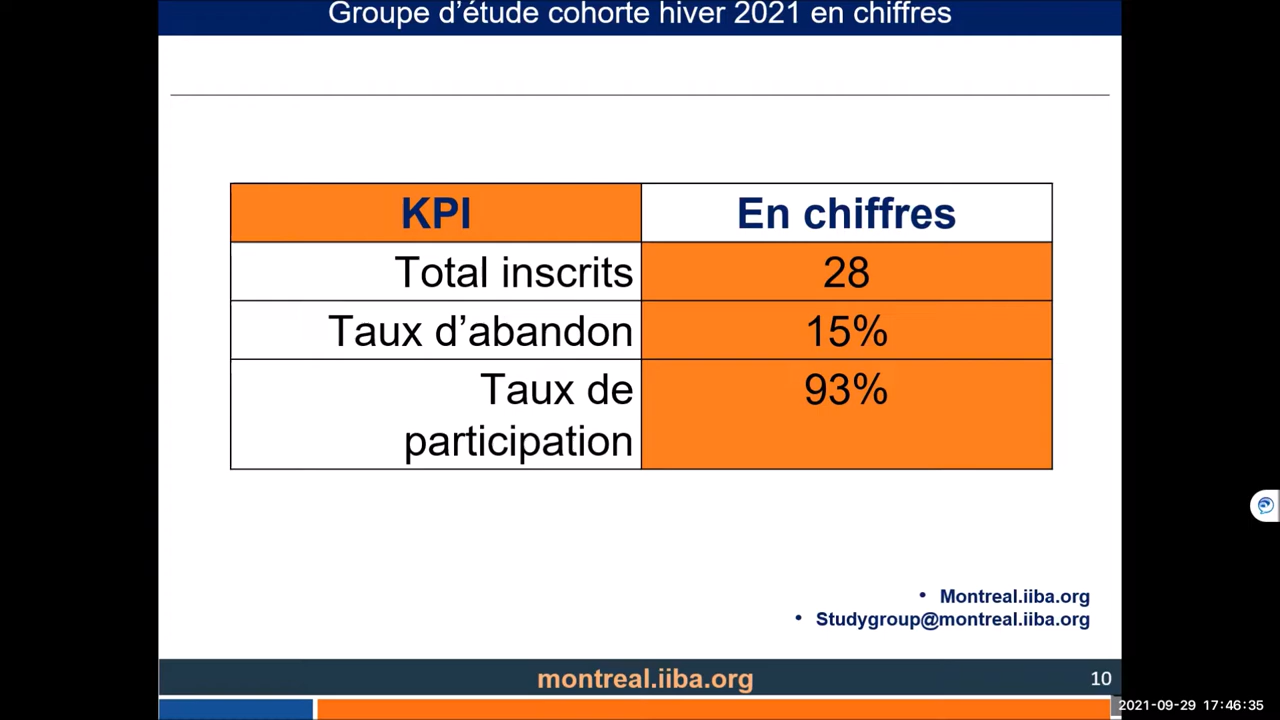 Groupe d’étude cohorte hiver 2021 en chiffres
KPI
En chiffres
Total inscrits
28
Taux d’abandon
15%
Taux de
participation
93%
• Montreal.iiba.org
• Studygroup@montreal.iiba.org
montreal.iiba.org
10
2021-09-29 17:46:35